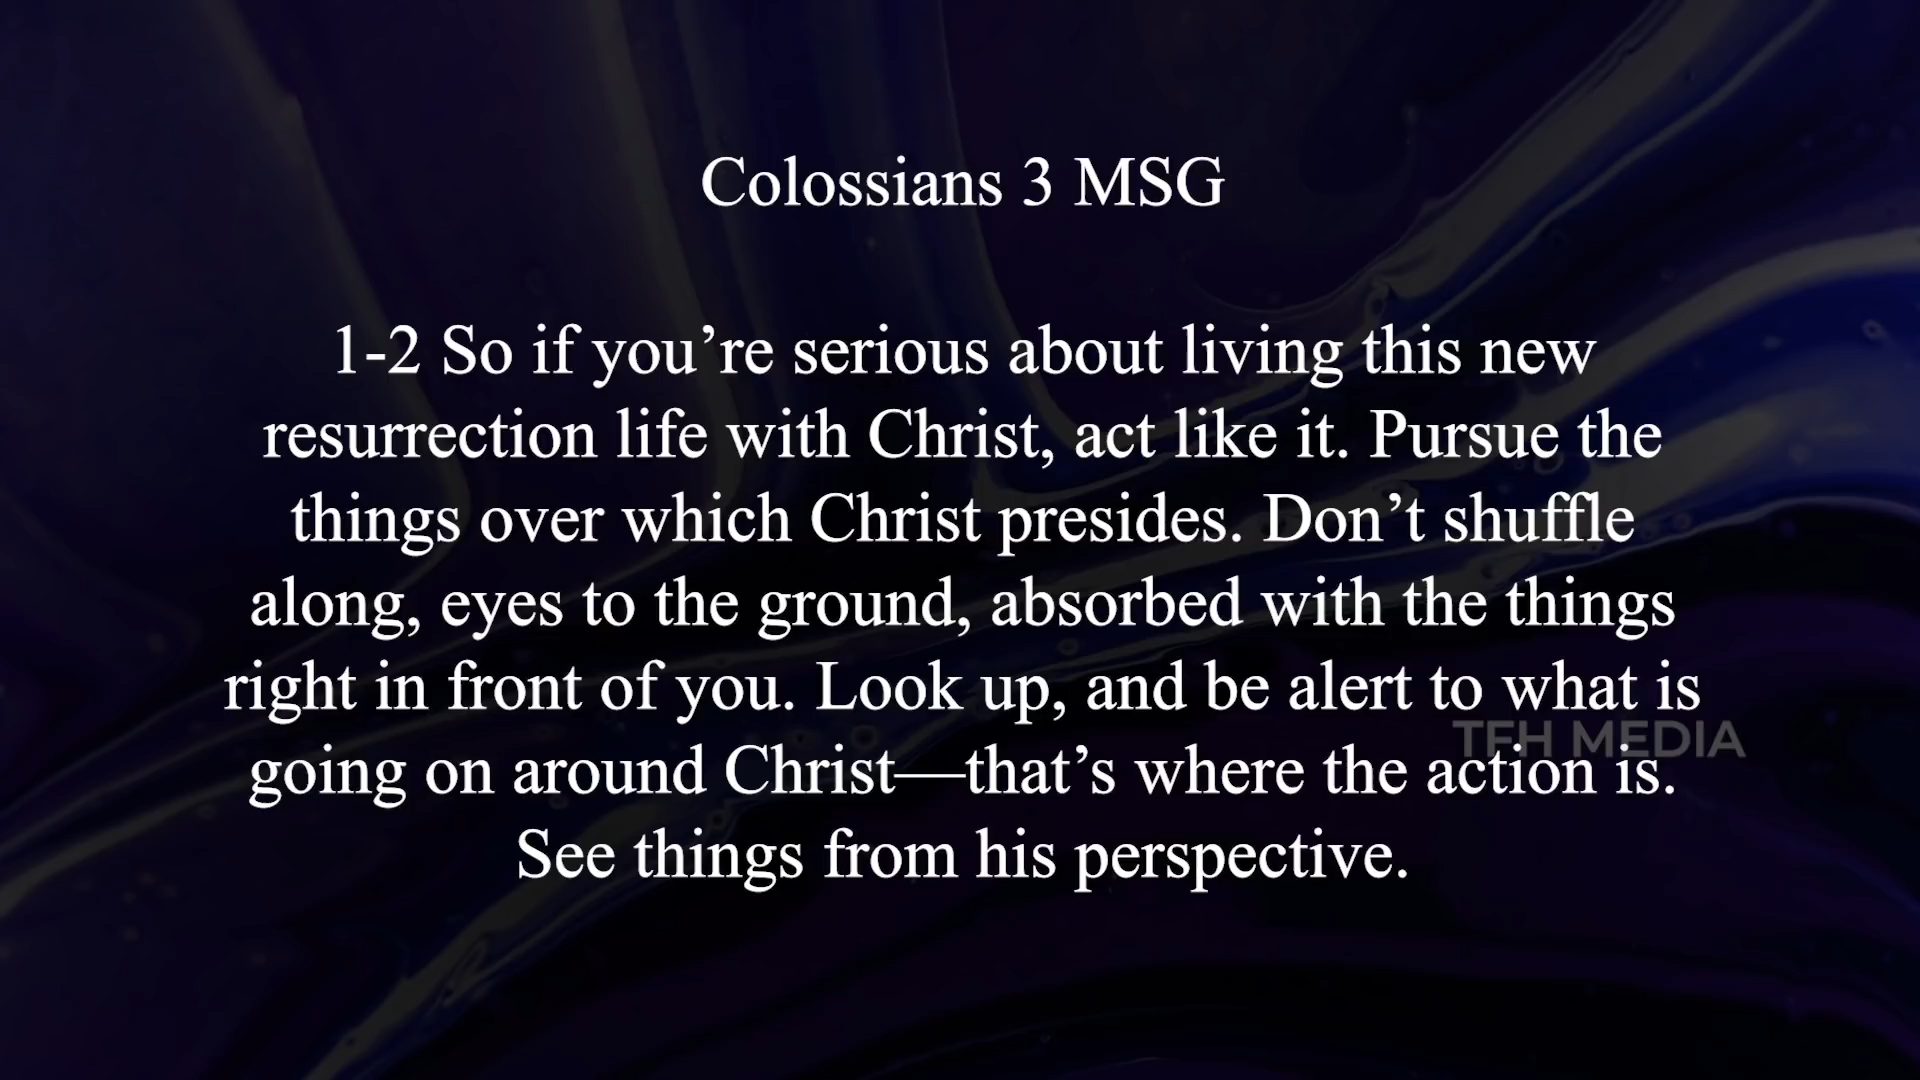 Colossians 3 MSG
1-2 So if you’re serious about living this new
resurrection life with Christ, act like it. Pursue the
things over which Christ presides. Don’t shuffle
along, eyes to the ground, absorbed with the things
right in front of you. Look up, and be alert to what is
TFH MEDIA
going on around Christ—that’s where the action is.
See things from his perspective.